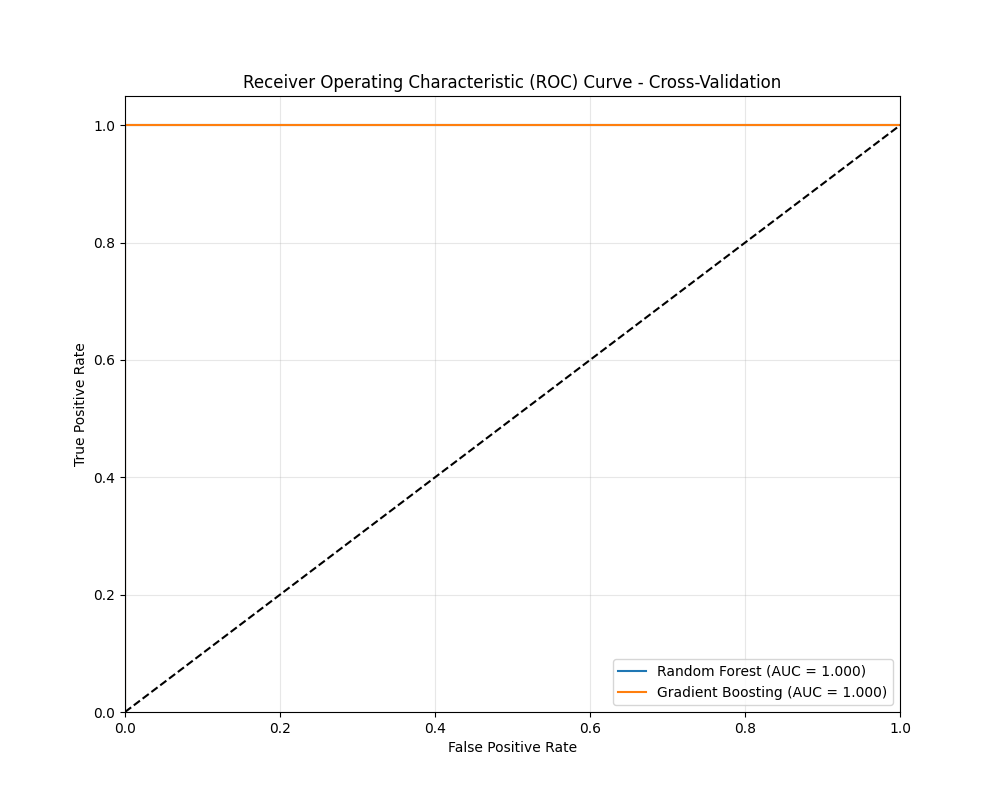 Receiver Operating Characteristic (ROC) Curve - Cross-Validation
1.0
0.8
0.6
0.4
0.2
0.0
True Positive Rate
Random Forest (AUC = 1.000)
Gradient Boosting (AUC = 1.000)
0.0 0.2 0.4 0.6 0.8 1.0
False Positive Rate